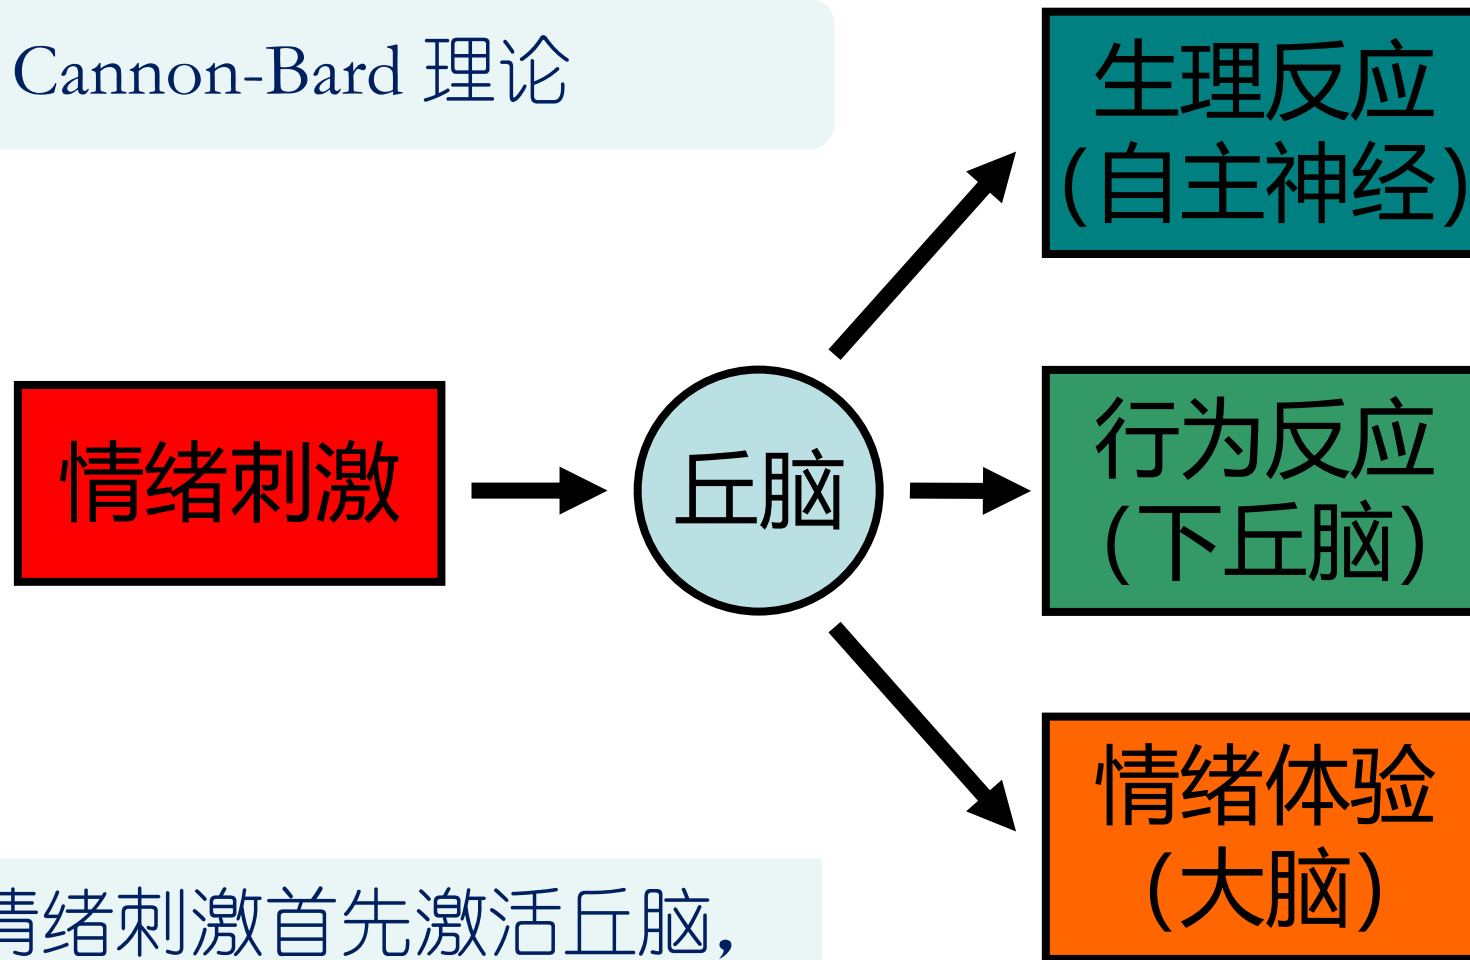 Cannon-Bard 理论
生理反应
(自主神经)
情绪刺激
丘脑
行为反应
(下丘脑)
情绪体验
(大脑)
情绪刺激首先激活丘脑，